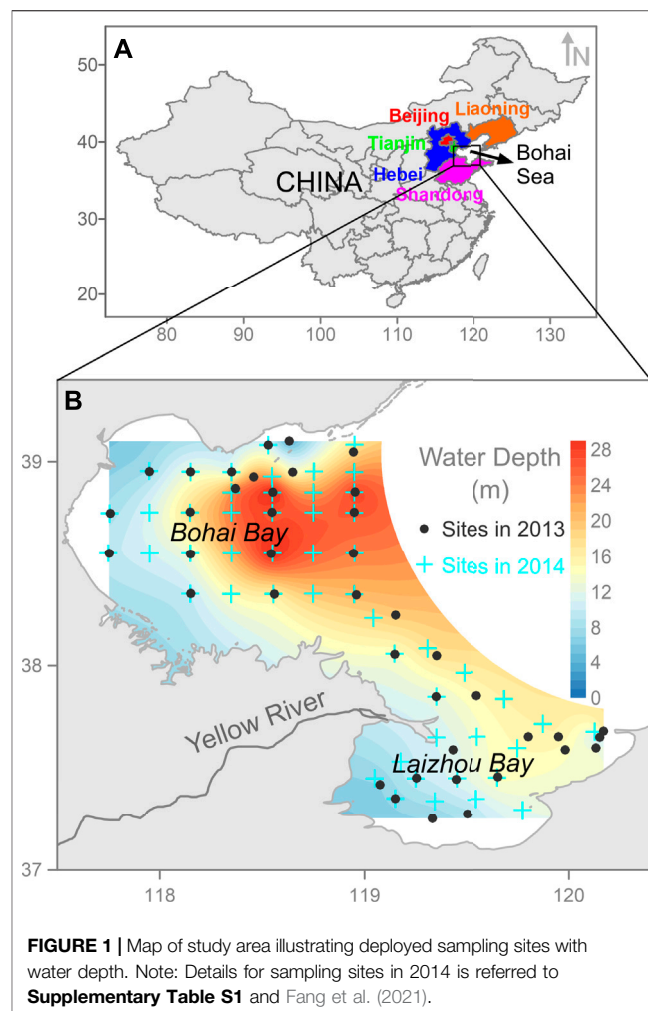 A
N
50
40
30
20
80
90
100
110
120
130
Beijing
Liaoning
Tianjin
Hebei
Shandong
CHINA
Bohai
Sea
B
39
38
37
118
119
120
Water Depth
(m)
Sites in 2013
Sites in 2014
28
24
20
16
12
8
4
0
Bohai Bay
Yellow River
Laizhou Bay
FIGURE 1 | Map of study area illustrating deployed sampling sites with
water depth. Note: Details for sampling sites in 2014 is referred to
Supplementary Table S1 and Fang et al. (2021).